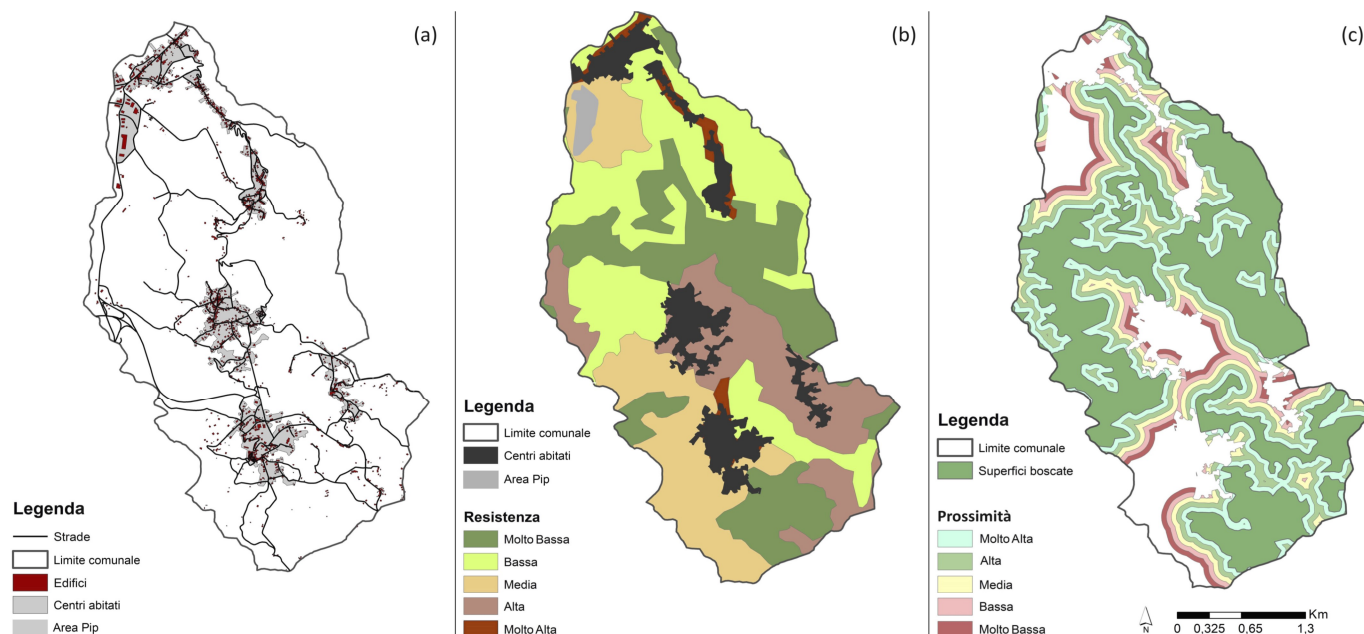 (a)
Legenda
Strade
Limite comunale
Edifici
Centri abitati
Area Pip
(b)
Legenda
Limite comunale
Centri abitati
Area Pip
Resistenza
Molto Bassa
Bassa
Media
Alta
Molto Alta
(c)
Legenda
Limite comunale
Superfici boscate
Prossimità
Molto Alta
Alta
Media
Bassa
Molto Bassa
N
Km
0 0,325 0,65 1,3